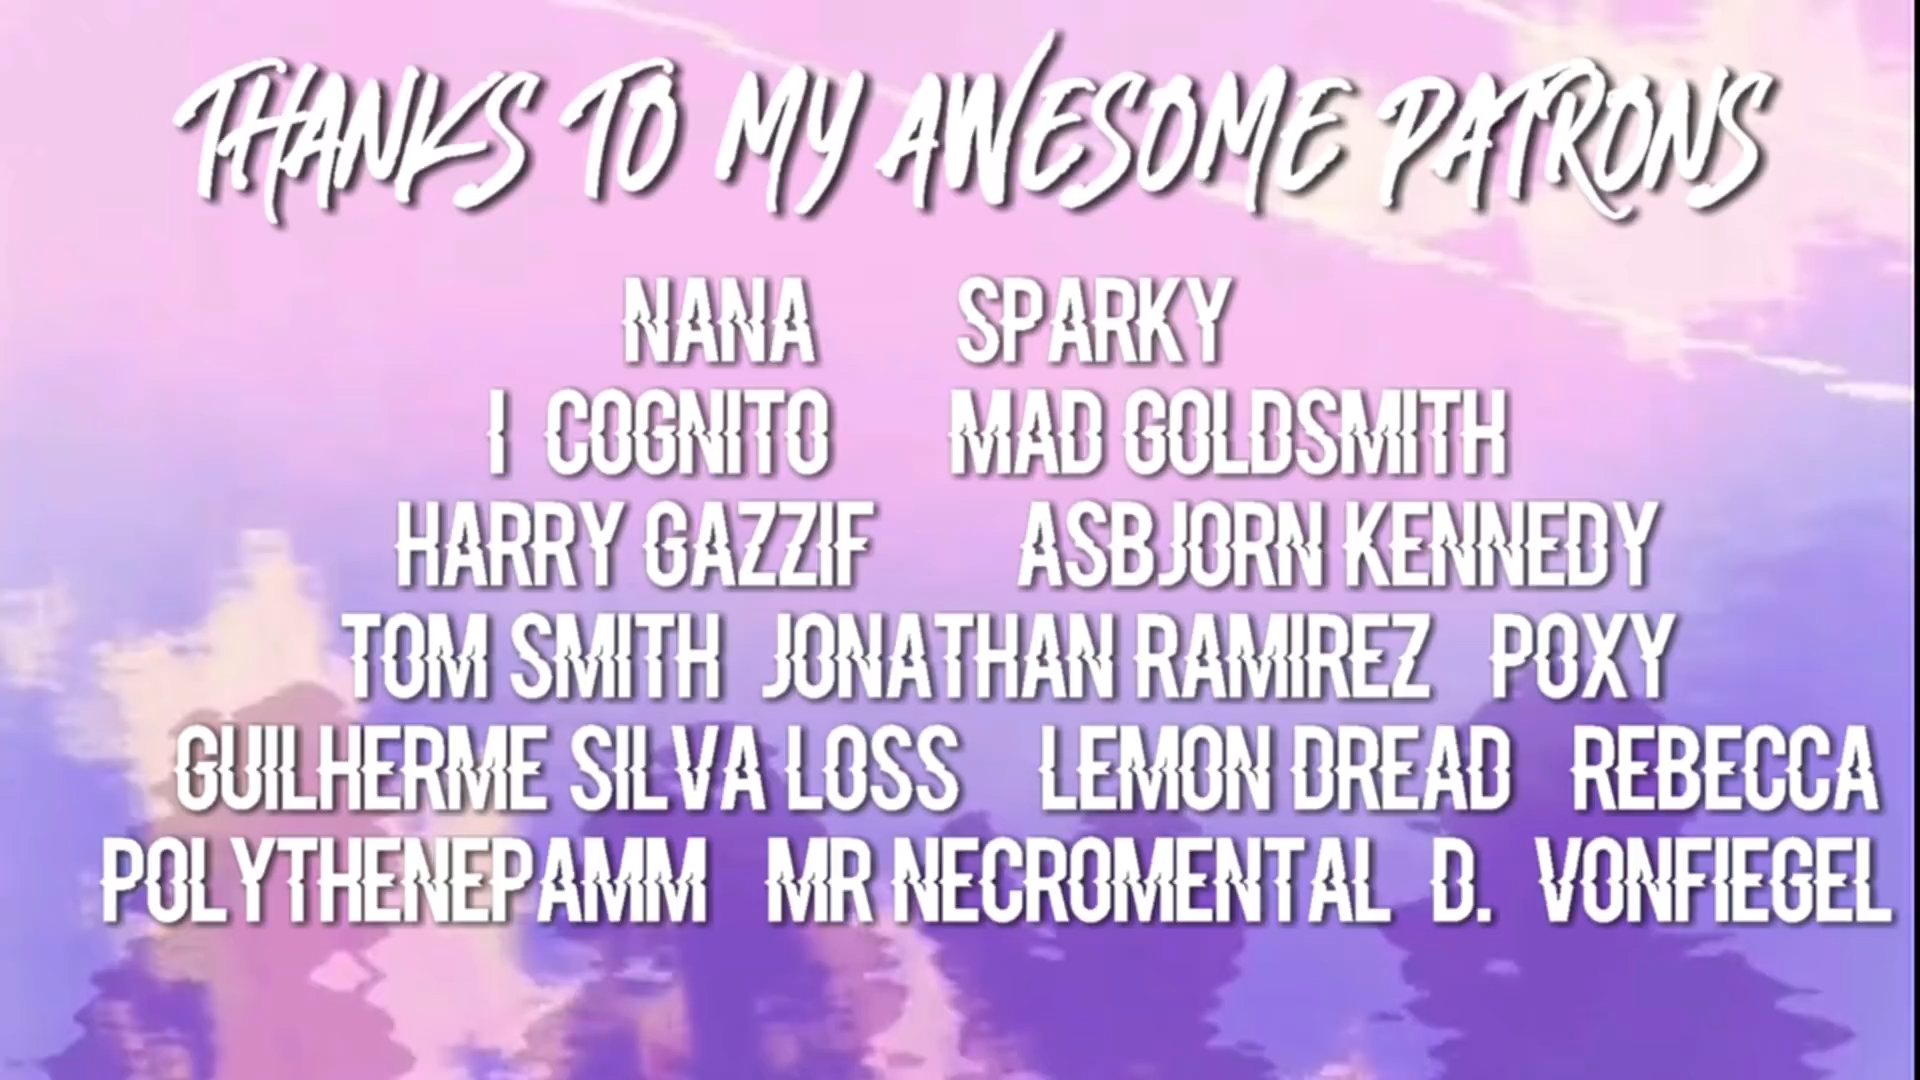 THANKS TO MY AWESOME PATRONS
NANA SPARKY
I COGNITO MAD GOLDSMITH
HARRY GAZZIF ASBJORN KENNEDY
TOM SMITH JONATHAN RAMIREZ POXY
GUILHERME SILVA LOSS LEMON DREAD REBECCA
POLYTHENEPAMM MR NECROMENTAL D. VONFIEGEL